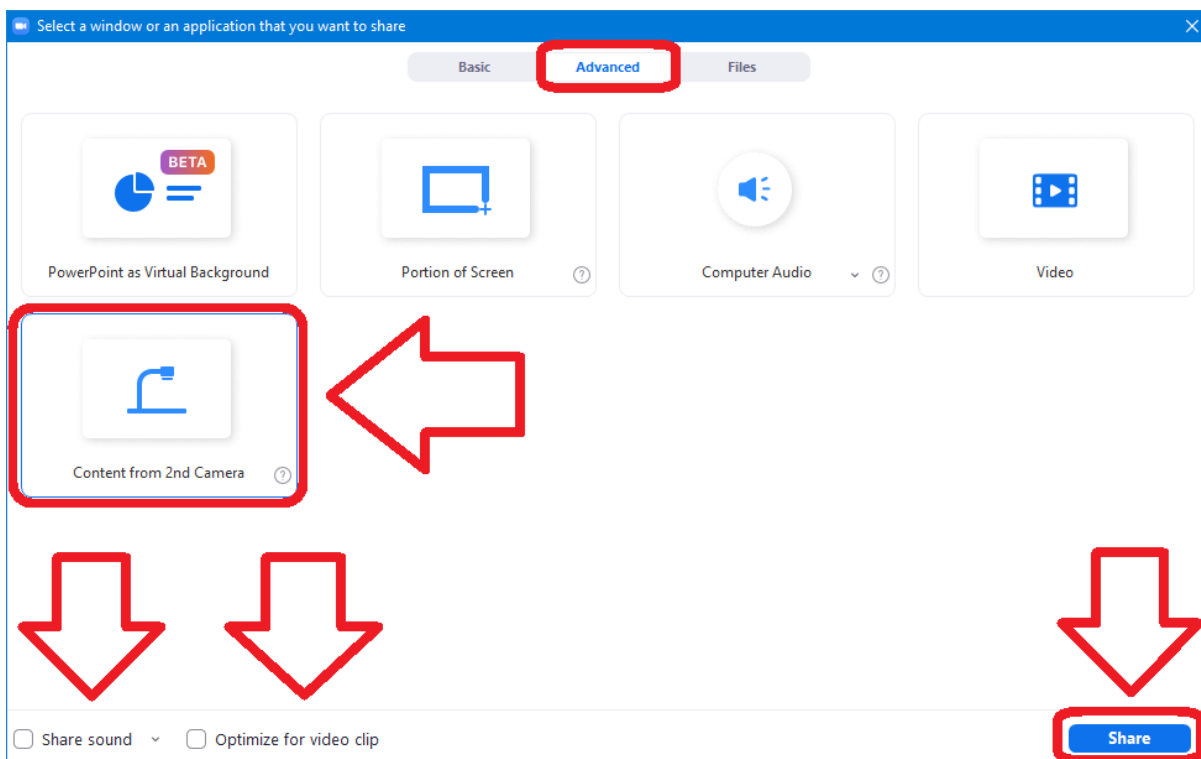 Select a window or an application that you want to share
Basic Advanced Files
BETA
PowerPoint as Virtual Background
Portion of Screen ?
Computer Audio ?
Video
Content from 2nd Camera ?
Share sound
Optimize for video clip
Share